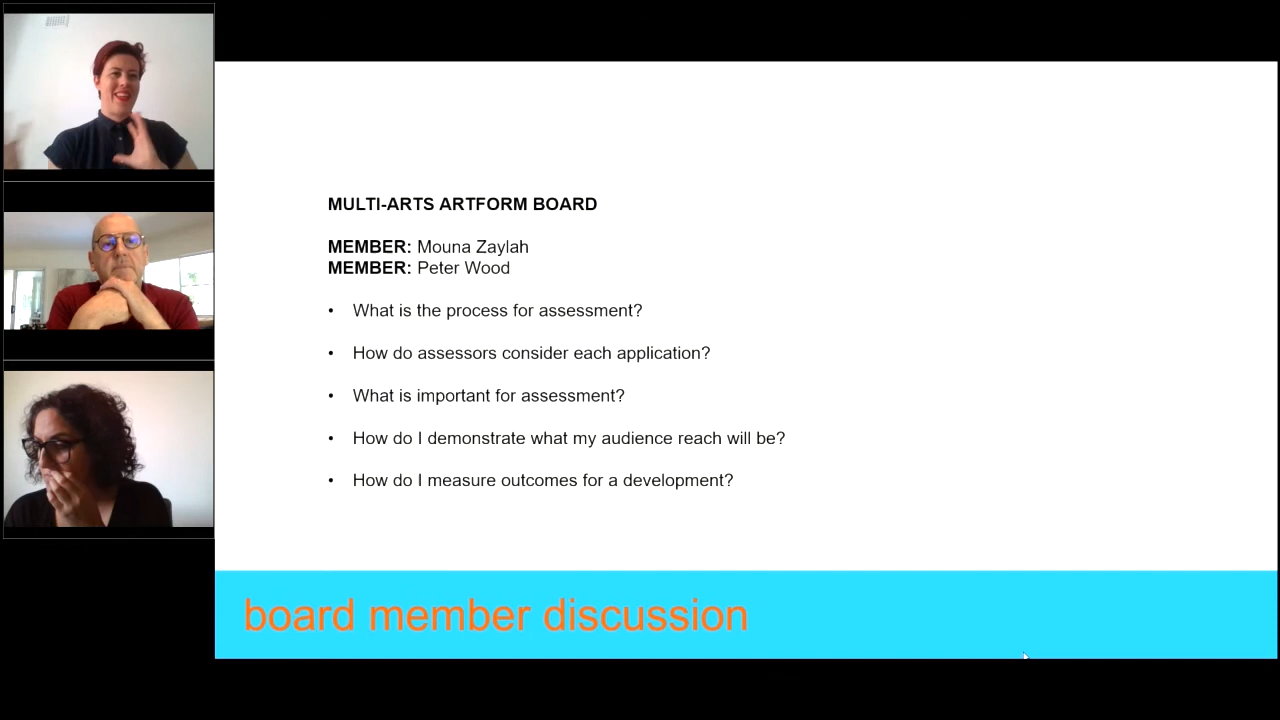 MULTI-ARTS ARTFORM BOARD
MEMBER: Mouna Zaylah
MEMBER: Peter Wood
• What is the process for assessment?
• How do assessors consider each application?
• What is important for assessment?
• How do I demonstrate what my audience reach will be?
• How do I measure outcomes for a development?
board member discussion